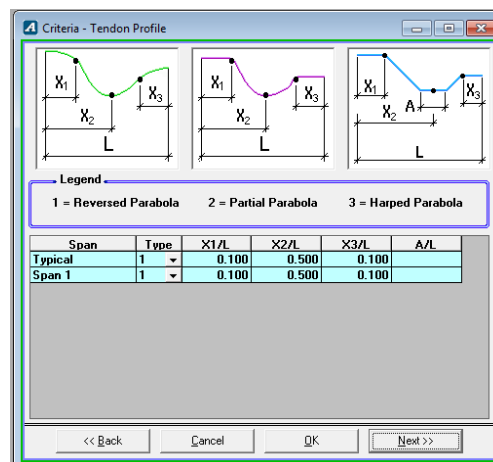 Criteria - Tendon Profile
X1 X2 X3 L
X1 X2 X3 L
X1 A X2 X3 L
Legend
1 = Reversed Parabola 2 = Partial Parabola 3 = Harped Parabola
Span Type X1/L X2/L X3/L A/L
Typical 1 0.100 0.500 0.100
Span 1 1 0.100 0.500 0.100
<< Back Cancel OK Next >>